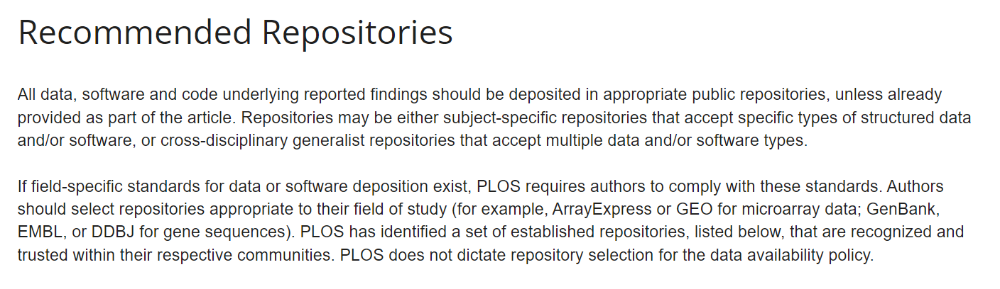 Recommended Repositories
All data, software and code underlying reported findings should be deposited in appropriate public repositories, unless already
provided as part of the article. Repositories may be either subject-specific repositories that accept specific types of structured data
and/or software, or cross-disciplinary generalist repositories that accept multiple data and/or software types.
If field-specific standards for data or software deposition exist, PLOS requires authors to comply with these standards. Authors
should select repositories appropriate to their field of study (for example, ArrayExpress or GEO for microarray data; GenBank,
EMBL, or DDBJ for gene sequences). PLOS has identified a set of established repositories, listed below, that are recognized and
trusted within their respective communities. PLOS does not dictate repository selection for the data availability policy.